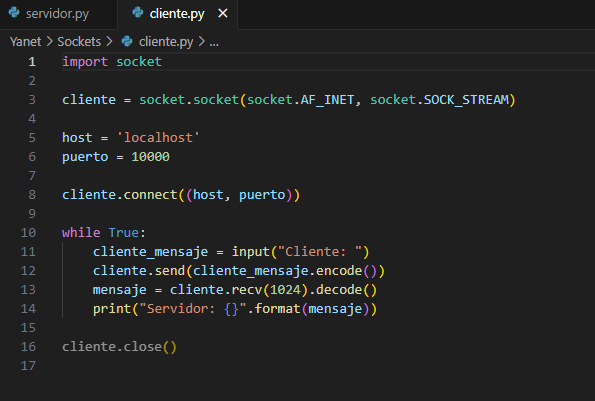 servidor.py cliente.py ×
Yanet > Sockets > cliente.py > ...
1 import socket
2
3 cliente = socket.socket(socket.AF_INET, socket.SOCK_STREAM)
4
5 host = 'localhost'
6 puerto = 10000
7
8 cliente.connect((host, puerto))
9
10 while True:
11     cliente_mensaje = input("Cliente: ")
12     cliente.send(cliente_mensaje.encode())
13     mensaje = cliente.recv(1024).decode()
14     print("Servidor: {}".format(mensaje))
15
16 cliente.close()
17